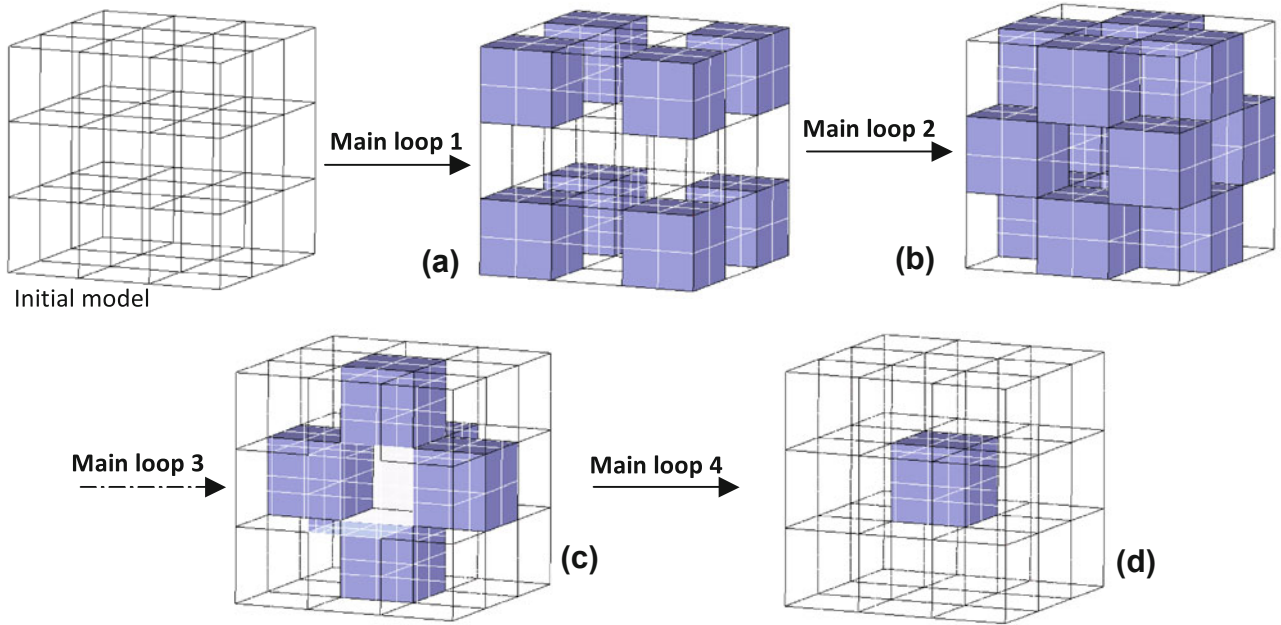 Main loop 1
Main loop 2
(a)
(b)
Initial model
Main loop 3
Main loop 4
(c)
(d)